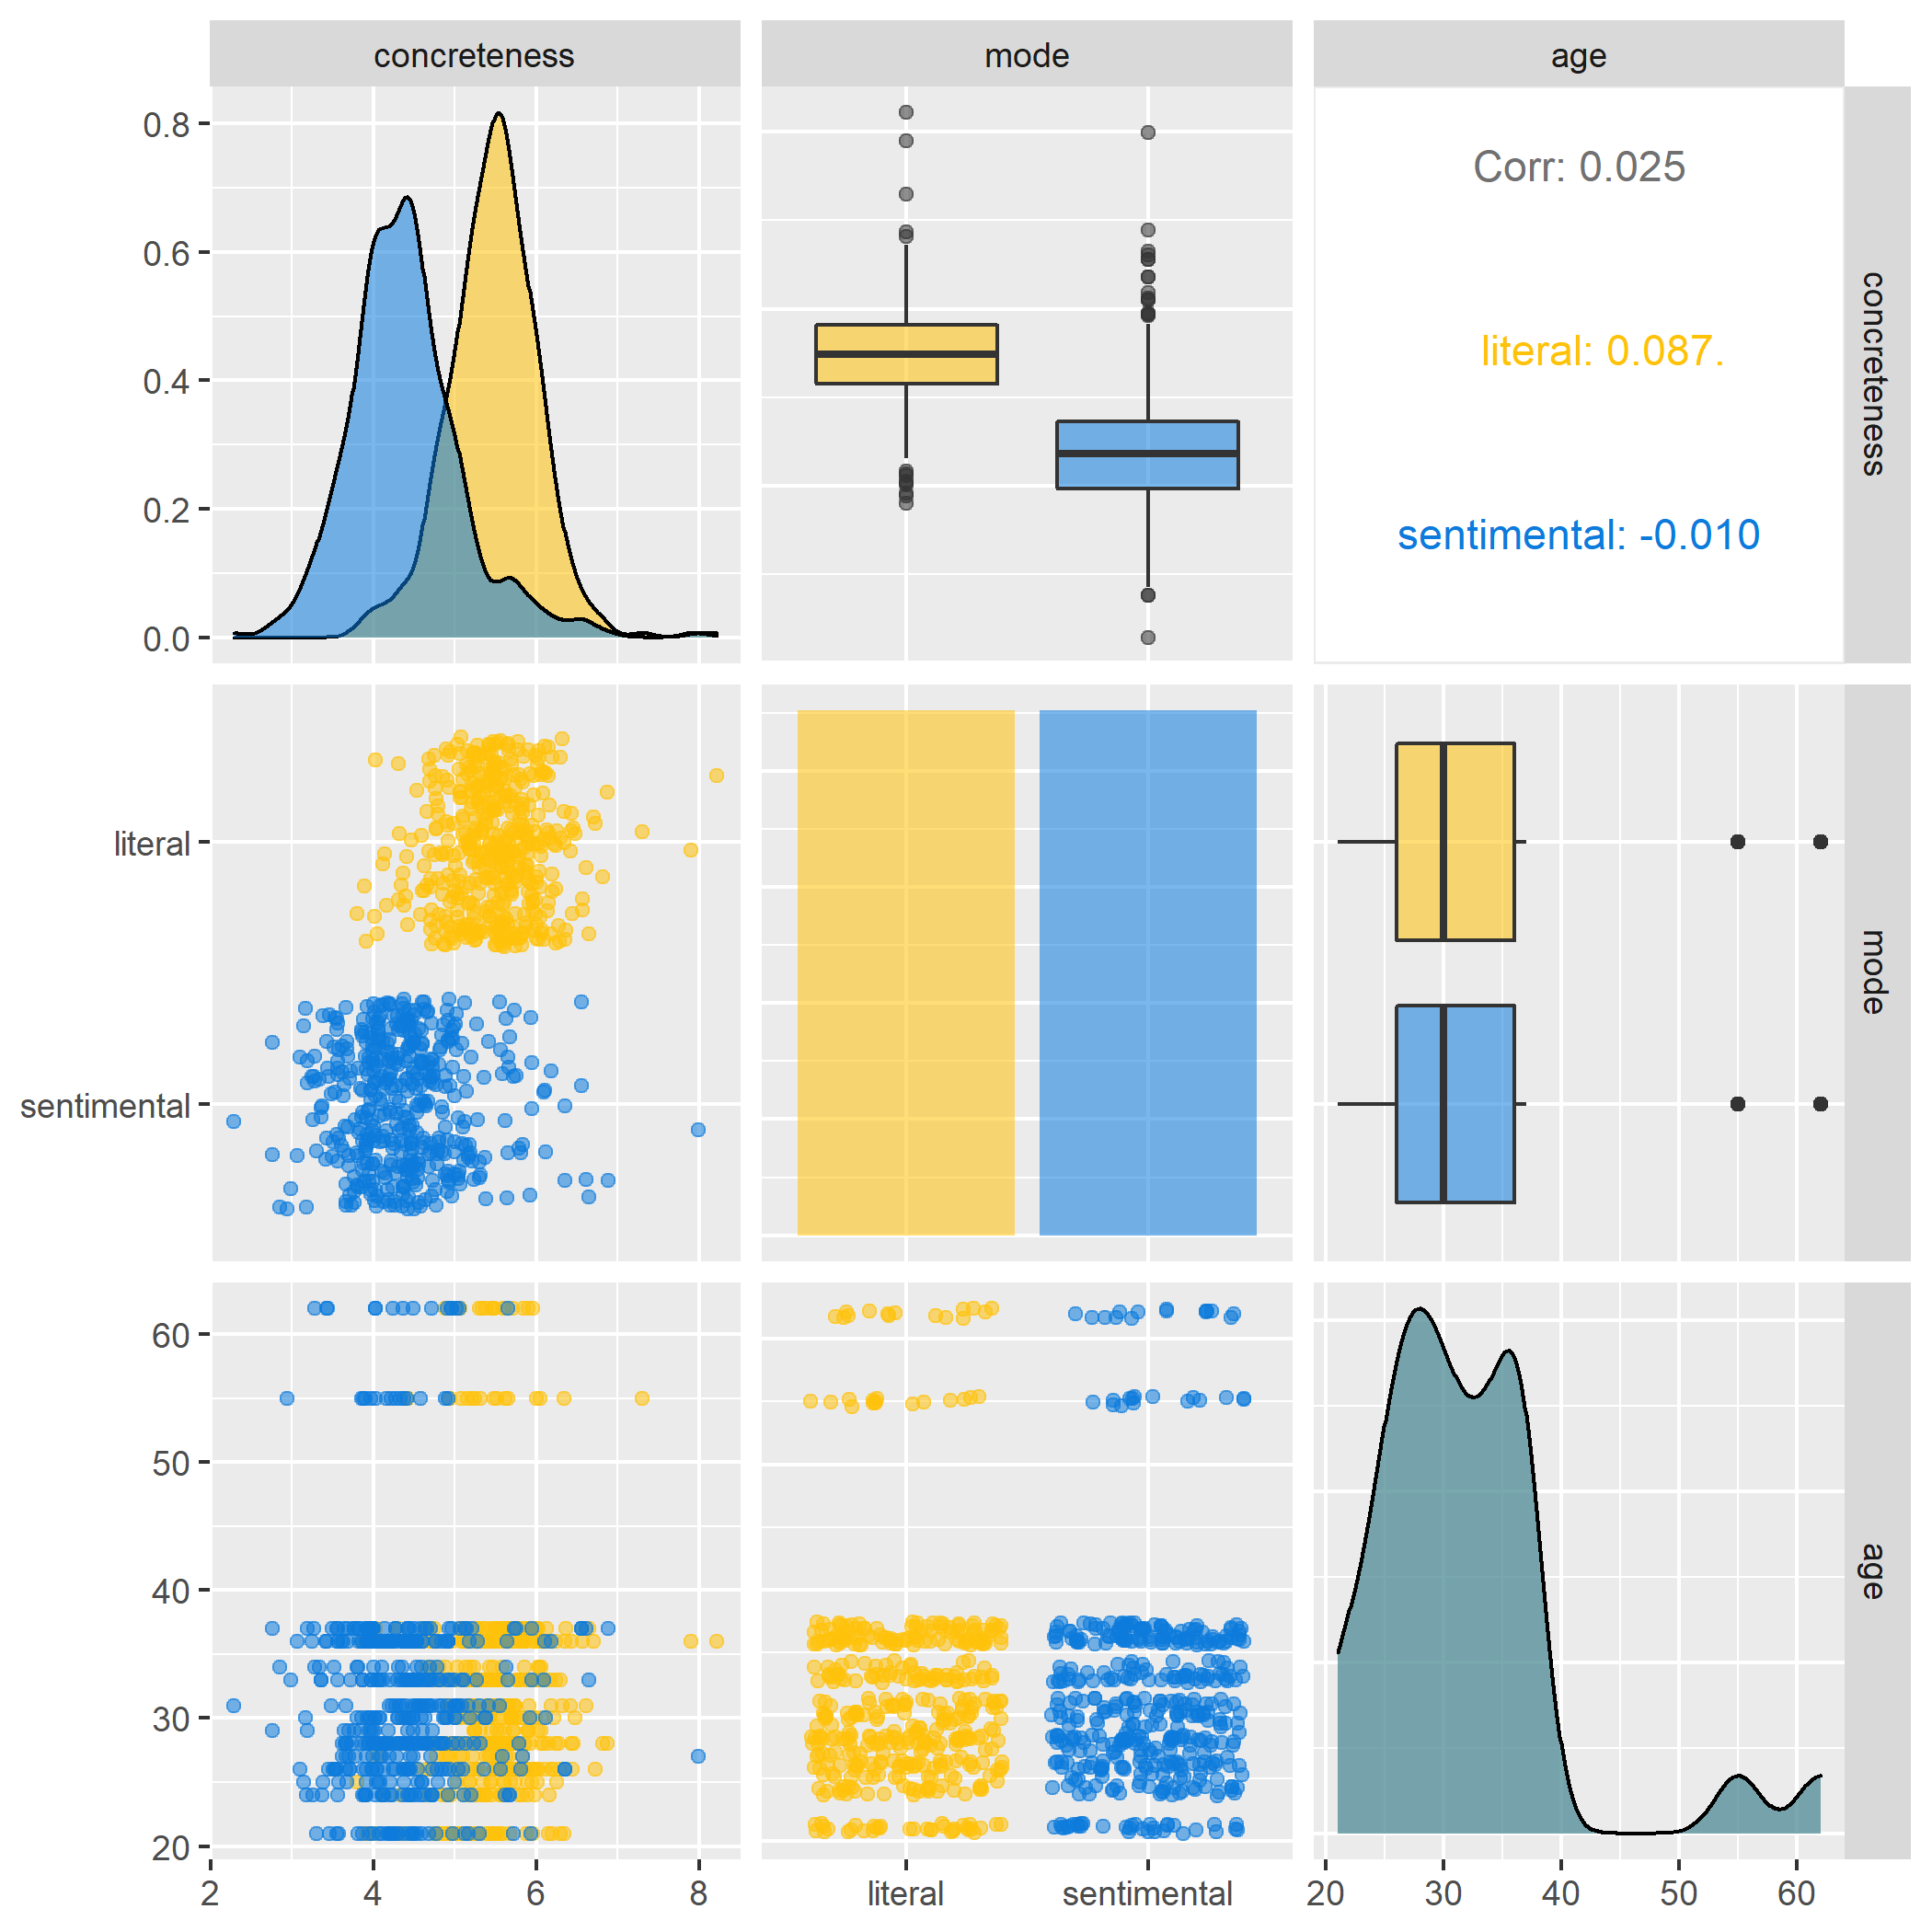 concreteness
mode
age
0.8
0.6
0.4
0.2
0.0
Corr: 0.025
literal: 0.087.
sentimental: -0.010
concreteness
literal
sentimental
mode
60
50
40
30
20
age
2 4 6 8
literal sentimental
20 30 40 50 60